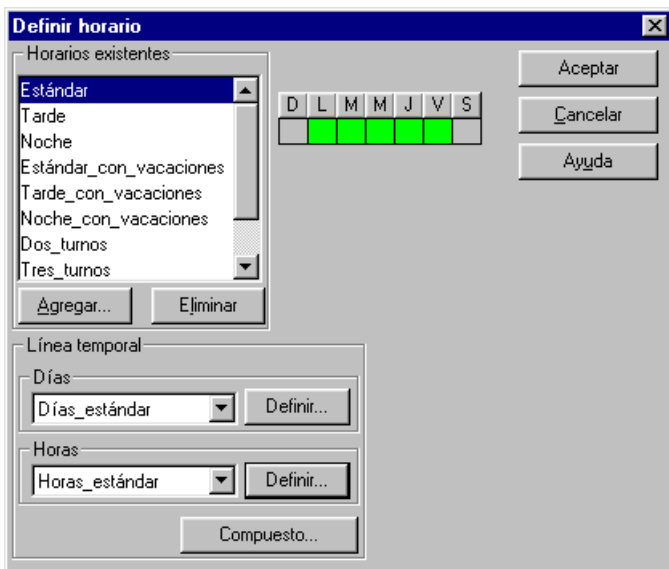 Definir horario
Horarios existentes
Estándar
Tarde
Noche
Estándar_con_vacaciones
Tarde_con_vacaciones
Noche_con_vacaciones
Dos_turnos
Tres_turnos
Agregar... Eliminar
D L M M J V S
Aceptar
Cancelar
Ayuda
Línea temporal
Días
Días_estándar Definir...
Horas
Horas_estándar Definir...
Compuesto...